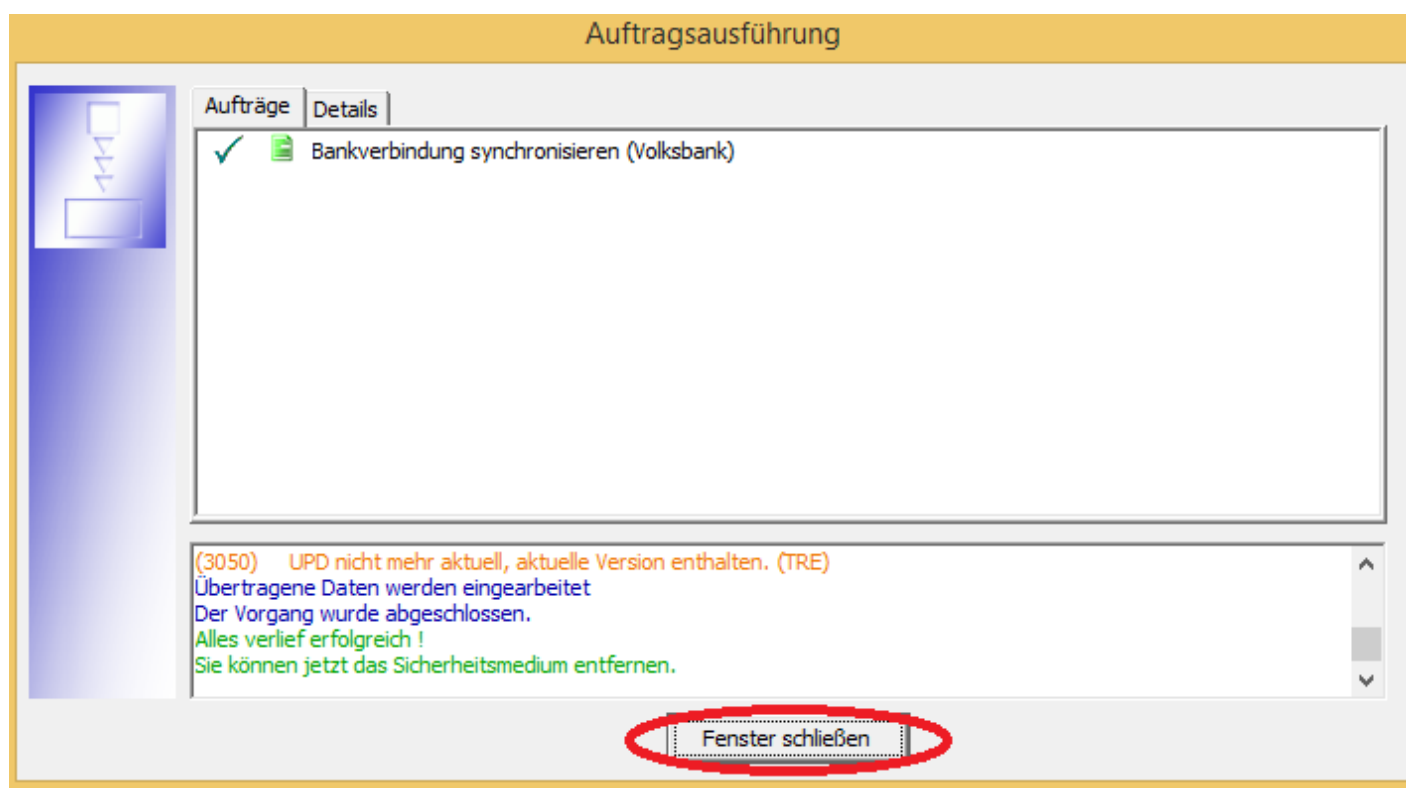 Auftragsausführung
Aufträge Details
Bankverbindung synchronisieren (Volksbank)
(3050) UPD nicht mehr aktuell, aktuelle Version enthalten. (TRE)
Übertragene Daten werden eingearbeitet
Der Vorgang wurde abgeschlossen.
Alles verlief erfolgreich !
Sie können jetzt das Sicherheitsmedium entfernen.
Fenster schließen